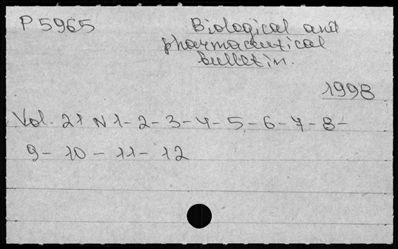 P 5965 Biological and
pharmaceutical
bulletin.
1998
Vol. 21 N 1-2-3-4-5-6-7-8-
9-10-11-12